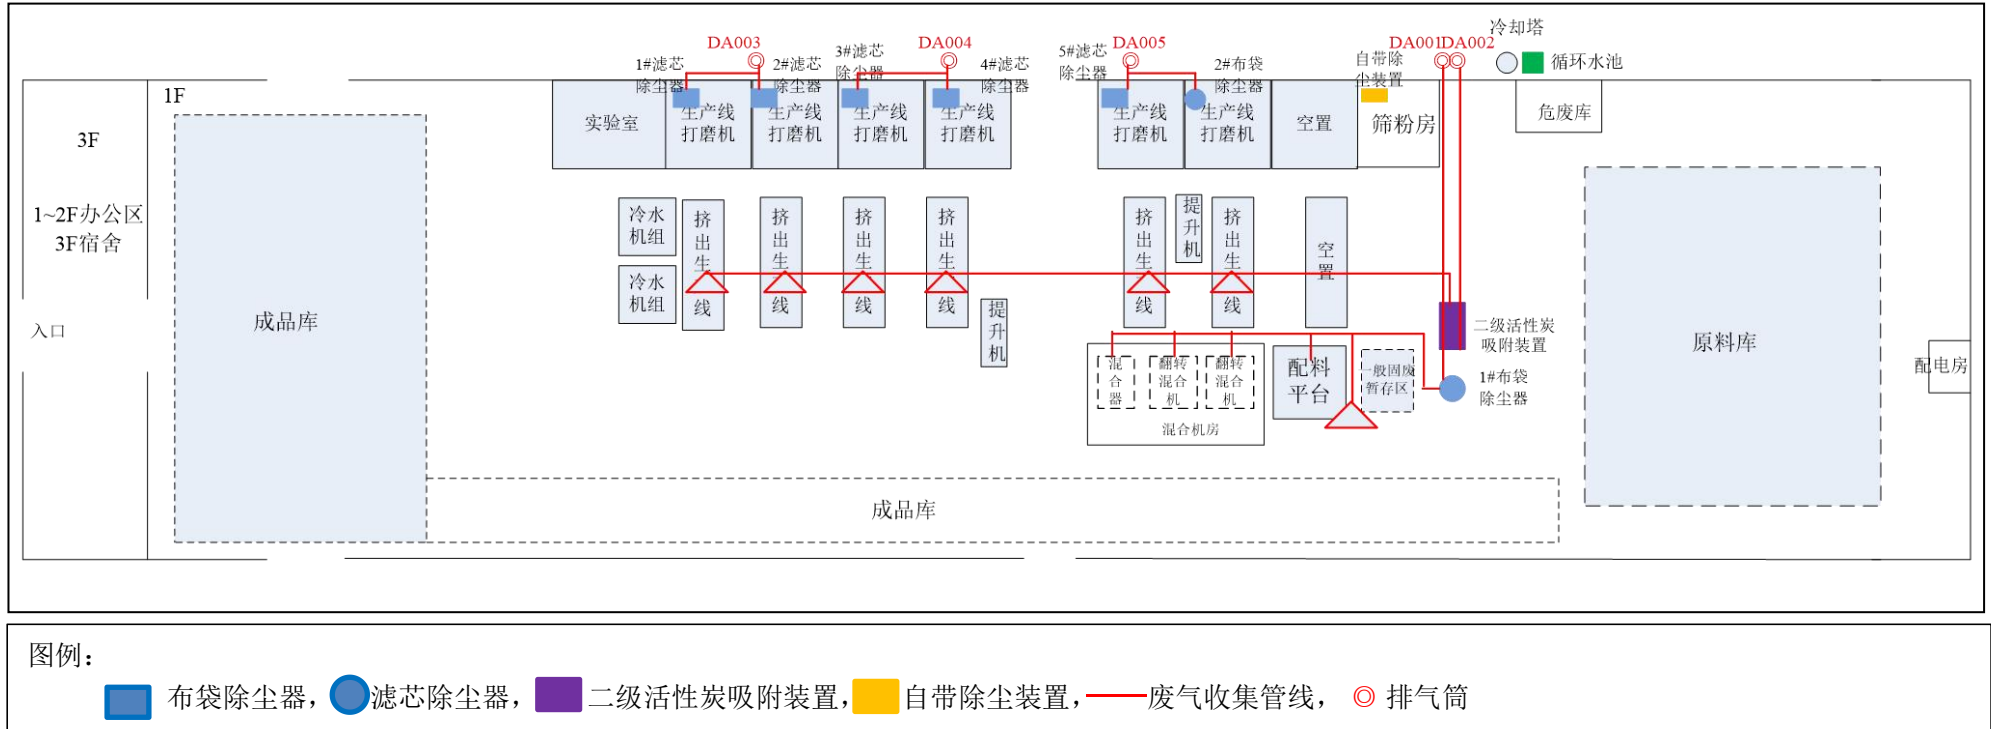 冷却塔
DA003
DA004
DA005
DA001
DA002
1#滤芯
除尘器
2#滤芯
除尘器
3#滤芯
除尘器
4#滤芯
除尘器
5#滤芯
除尘器
2#布袋
除尘器
自带除
尘装置
循环水池
1F
3F
1~2F办公区
3F宿舍
入口
成品库
实验室
生产线
打磨机
生产线
打磨机
生产线
打磨机
生产线
打磨机
生产线
打磨机
生产线
打磨机
空置
筛粉房
危废库
冷水
机组
冷水
机组
挤出生线
挤出生线
挤出生线
挤出生线
提升机
挤出生线
提升机
挤出生线
空置
二级活性炭
吸附装置
1#布袋
除尘器
混合器
翻转
混合
机
翻转
混合
机
混合机房
配料
平台
一般固废
暂存区
原料库
配电房
成品库
图例：
布袋除尘器，滤芯除尘器，二级活性炭吸附装置，自带除尘装置，废气收集管线，排气筒